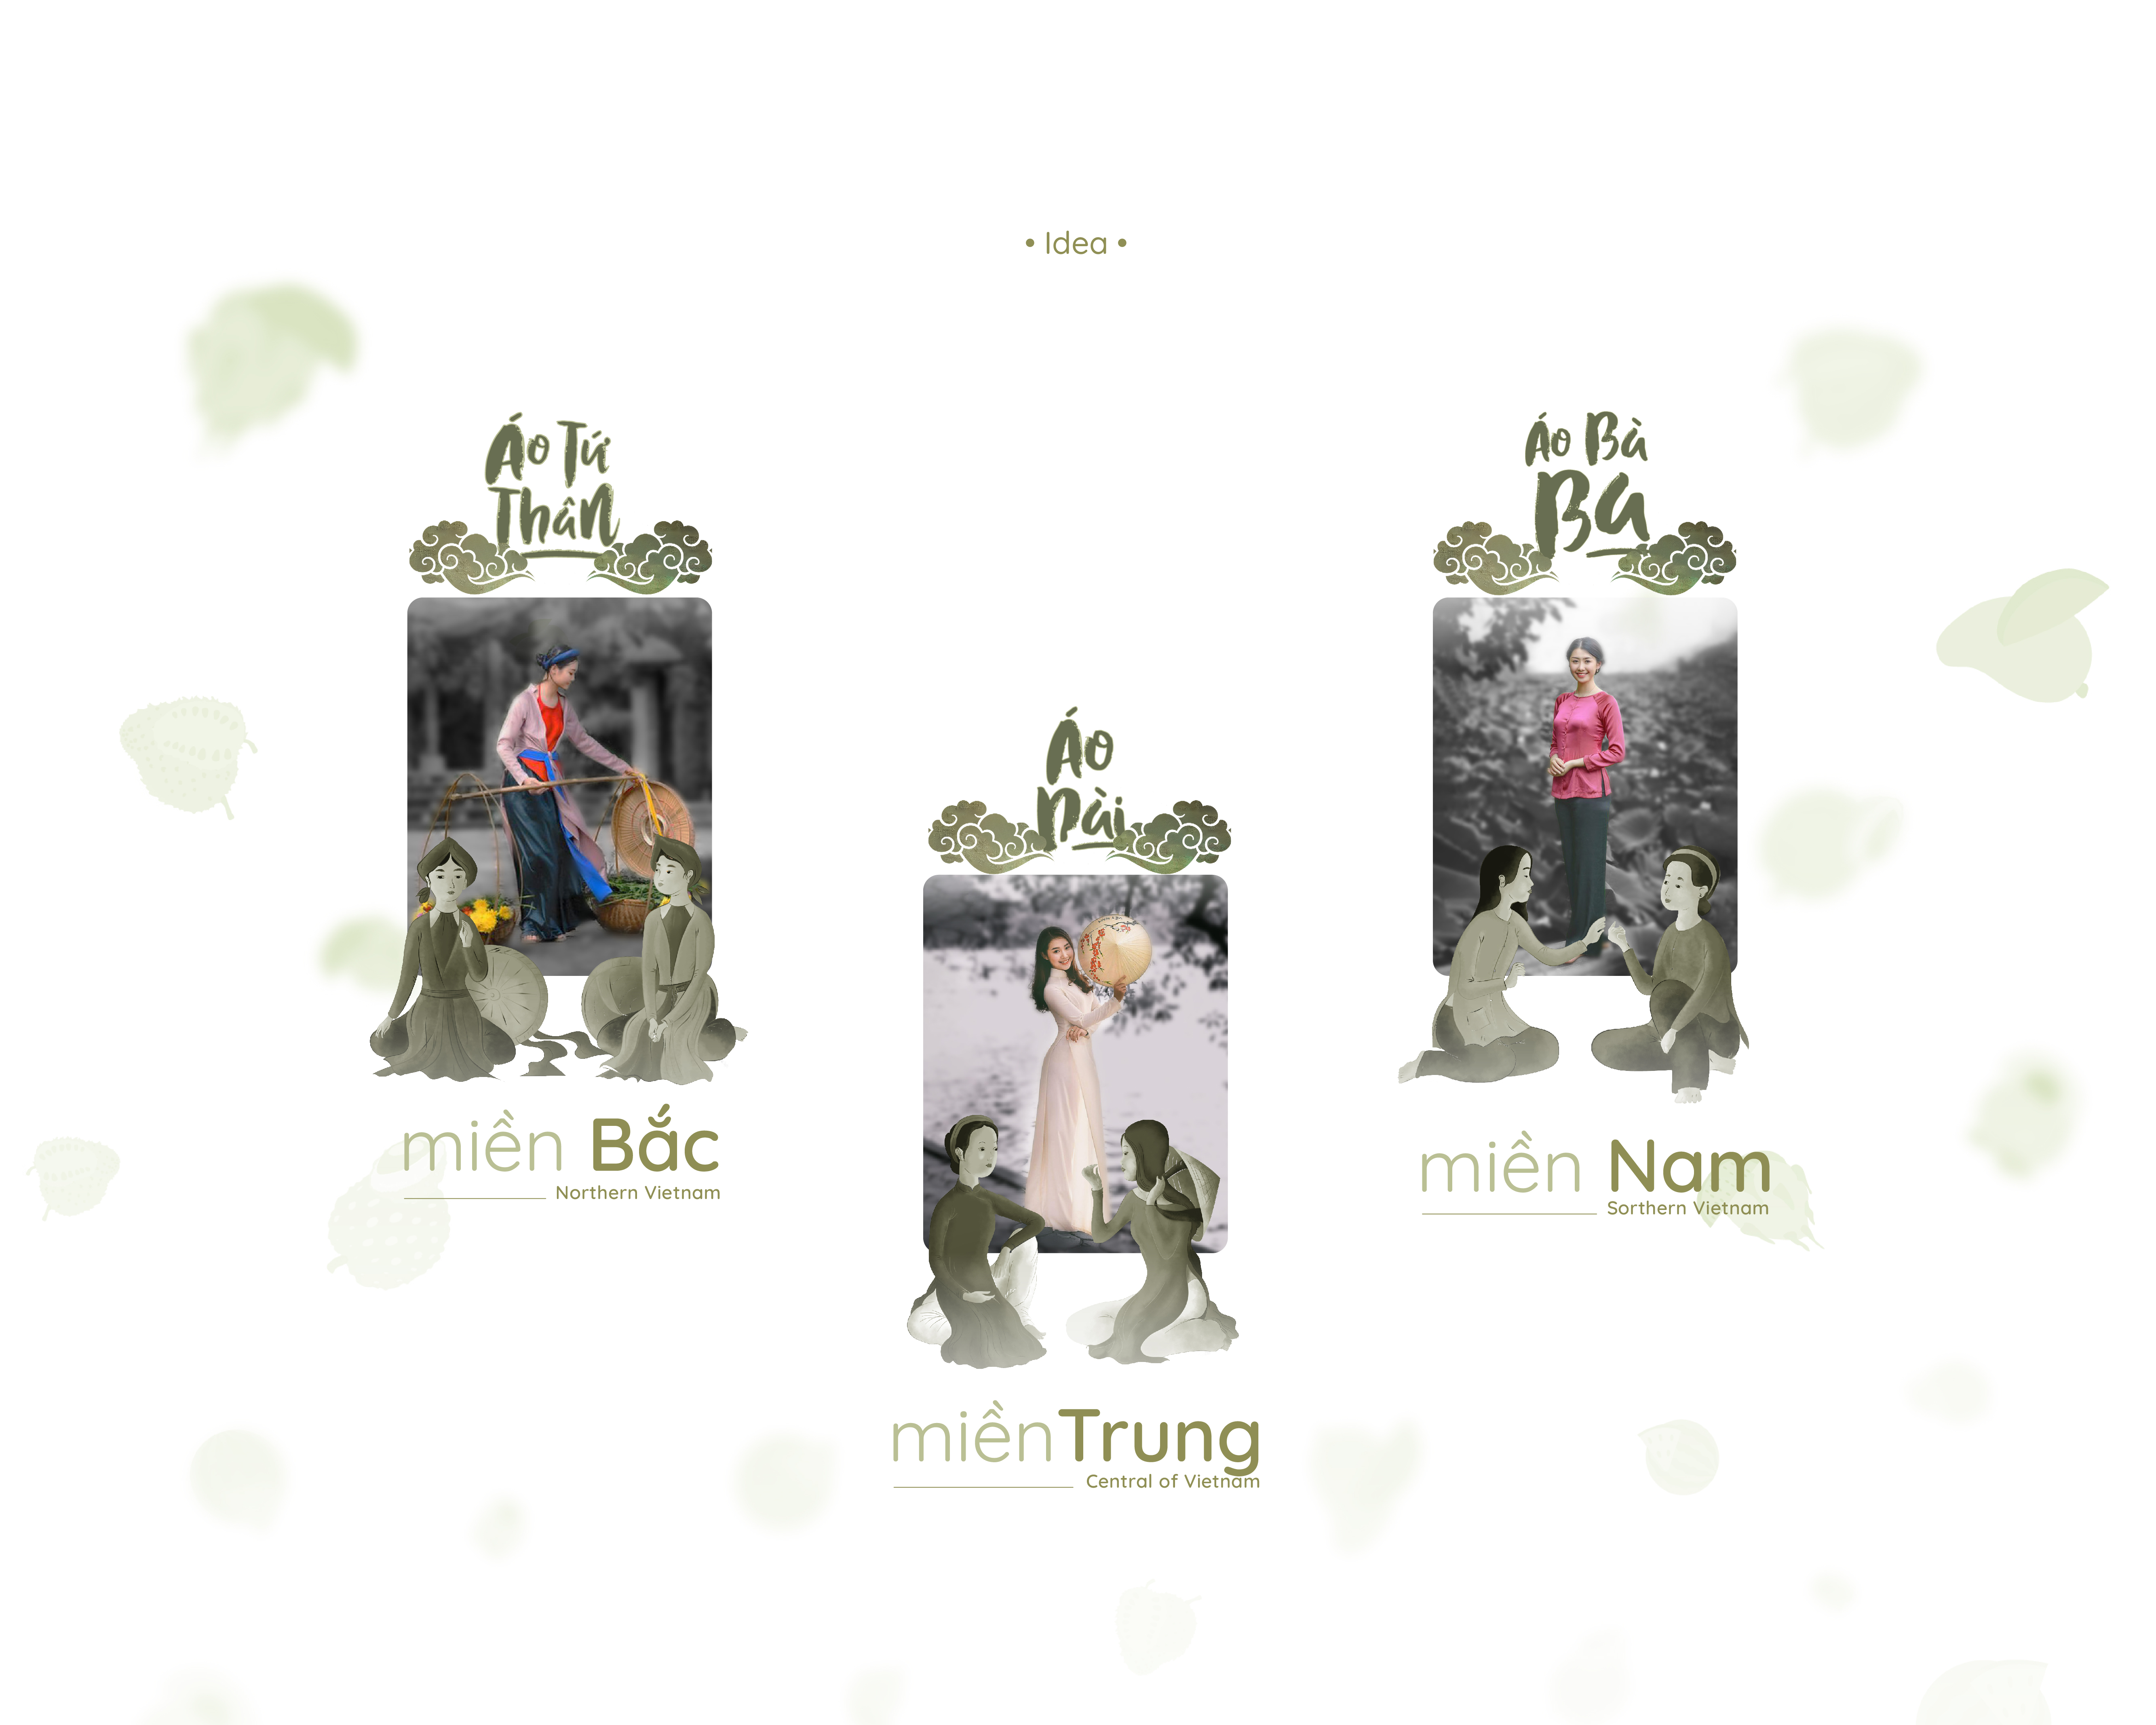 • Idea •
Áo Tứ
Thân
miền Bắc
Northern Vietnam
Áo
Dài
miền Trung
Central of Vietnam
Áo Bà
Ba
miền Nam
Sorthern Vietnam